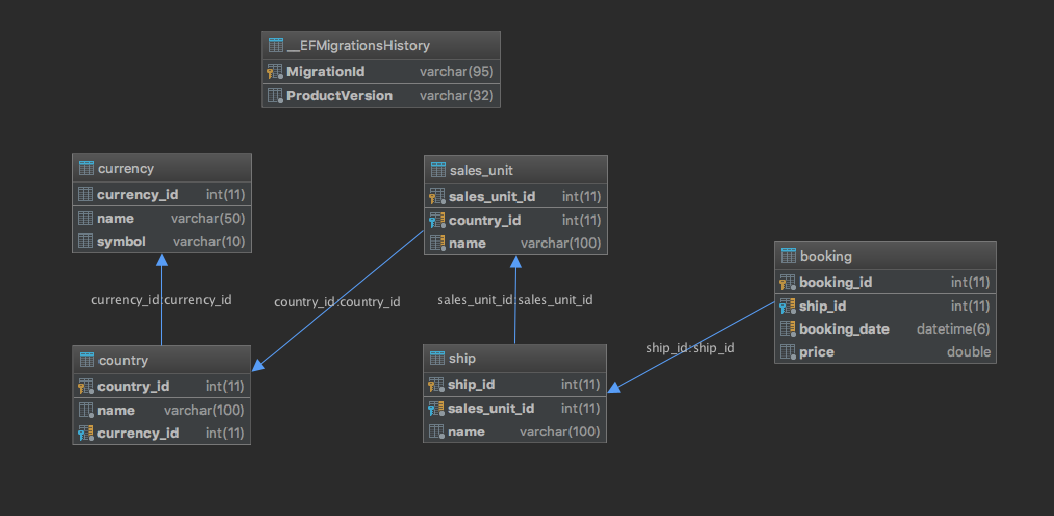 __EFMigrationsHistory
MigrationId varchar(95)
ProductVersion varchar(32)
currency
currency_id int(11)
name varchar(50)
symbol varchar(10)
sales_unit
sales_unit_id int(11)
country_id int(11)
name varchar(100)
booking
booking_id int(11)
ship_id int(11)
booking_date datetime(6)
price double
currency_id:currency_id
country_id:country_id
sales_unit_id:sales_unit_id
ship_id:ship_id
country
country_id int(11)
name varchar(100)
currency_id int(11)
ship
ship_id int(11)
sales_unit_id int(11)
name varchar(100)